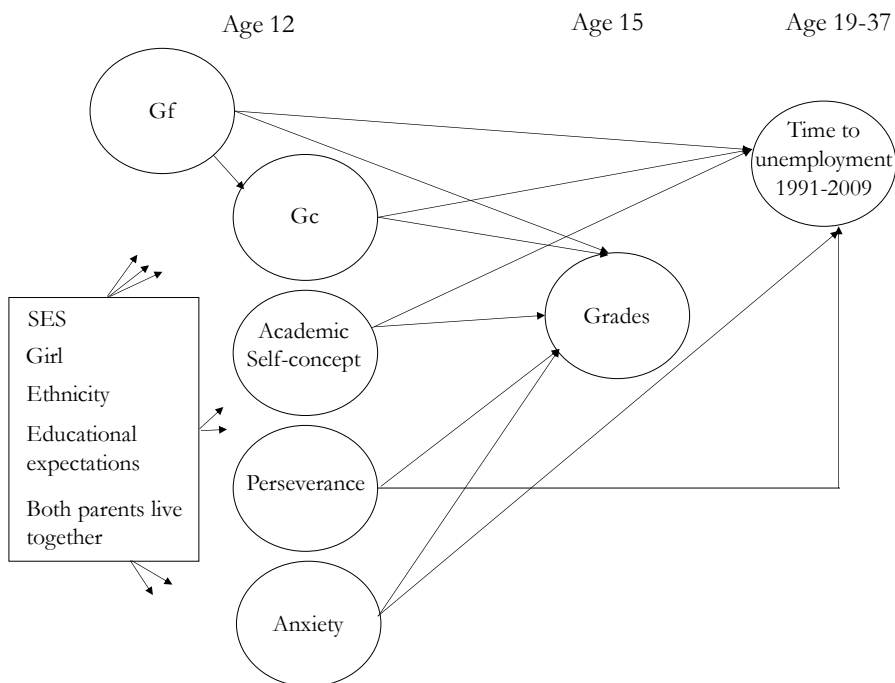 Age 12
Age 15
Age 19-37
Gf
Time to
unemployment
1991-2009
Gc
SES
Girl
Ethnicity
Educational
expectations
Both parents live
together
Academic
Self-concept
Grades
Perseverance
Anxiety